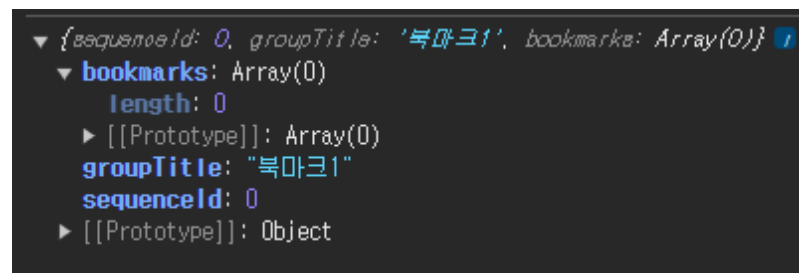 ▼ {sequenceId: 0, groupTitle: '북마크1', bookmarks: Array(0)} i
▼ bookmarks: Array(0)
length: 0
▶ [[Prototype]]: Array(0)
groupTitle: "북마크1"
sequenceId: 0
▶ [[Prototype]]: Object